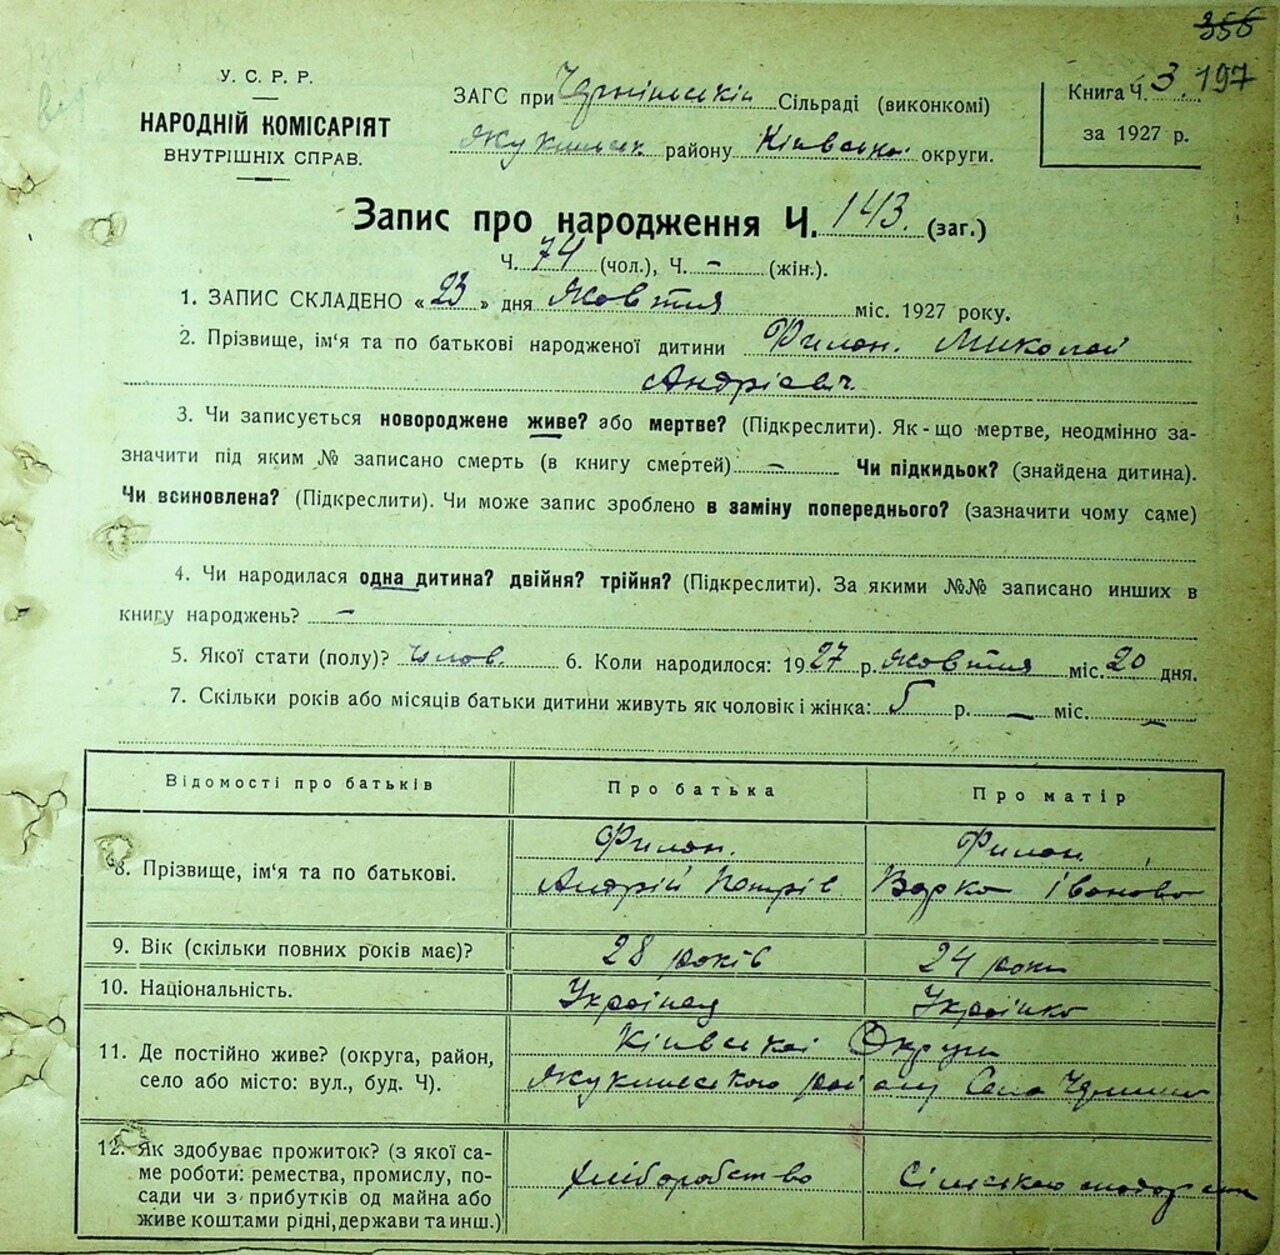 356
У. С. Р. Р.
НАРОДНІЙ КОМІСАРІЯТ
ВНУТРІШНІХ СПРАВ.
ЗАГС при Сільраді (виконкомі)
району Київської округи.
Книга Ч. 3. 197
за 1927 р.
Запис про народження Ч. 143. (заг.)
Ч. 74 (чол.), Ч. – (жін.).
1. ЗАПИС СКЛАДЕНО « 23 » дня Жовтня міс. 1927 року.
2. Прізвище, ім'я та по батькові народженої дитини Филон. Миколай
Андрієвіч.
3. Чи записується новороджене живе? або мертве? (Підкреслити). Як-що мертве, неодмінно за-
значити під яким № записано смерть (в книгу смертей) – Чи підкидьок? (знайдена дитина).
Чи всиновлена? (Підкреслити). Чи може запис зроблено в заміну попереднього? (зазначити чому саме)
4. Чи народилася одна дитина? двійня? трійня? (Підкреслити). За якими №№ записано инших в
книгу народжень? –
5. Якої стати (полу)? члов. 6. Коли народилося: 1927 р. Жовтня міс. 20 дня.
7. Скільки років або місяців батьки дитини живуть як чоловік і жінка: 5 р. – міс. –
Відомості про батьків Про батька Про матір
8. Прізвище, ім'я та по батькові. Филон. Филон
Андрій Петрів Варка Іванова
9. Вік (скільки повних років має)? 28 років 24 роки
10. Національність. Українец Українка
11. Де постійно живе? (округа, район,
село або місто: вул., буд. Ч). Київської Округи
району Село
12. Як здобуває прожиток? (з якої са-
ме роботи: ремества, промислу, по-
сади чи з прибутків од майна або
живе коштами рідні, держави та инш.) хліборобство